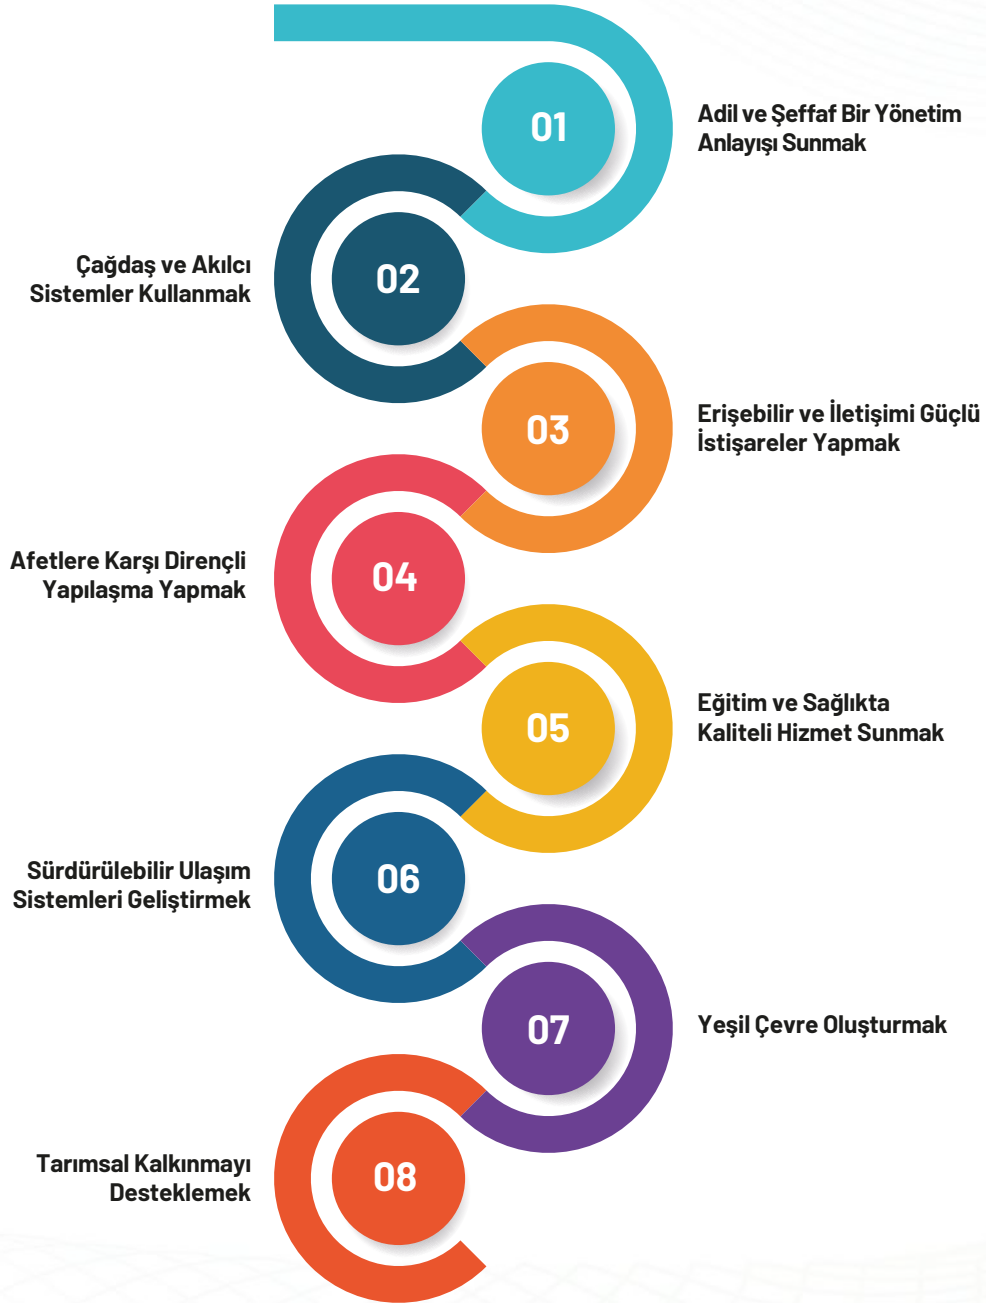 01
Adil ve Şeffaf Bir Yönetim
Anlayışı Sunmak
02
Çağdaş ve Akılcı
Sistemler Kullanmak
03
Erişebilir ve İletişimi Güçlü
İstişareler Yapmak
04
Afetlere Karşı Dirençli
Yapılaşma Yapmak
05
Eğitim ve Sağlıkta
Kaliteli Hizmet Sunmak
06
Sürdürülebilir Ulaşım
Sistemleri Geliştirmek
07
Yeşil Çevre Oluşturmak
08
Tarımsal Kalkınmayı
Desteklemek